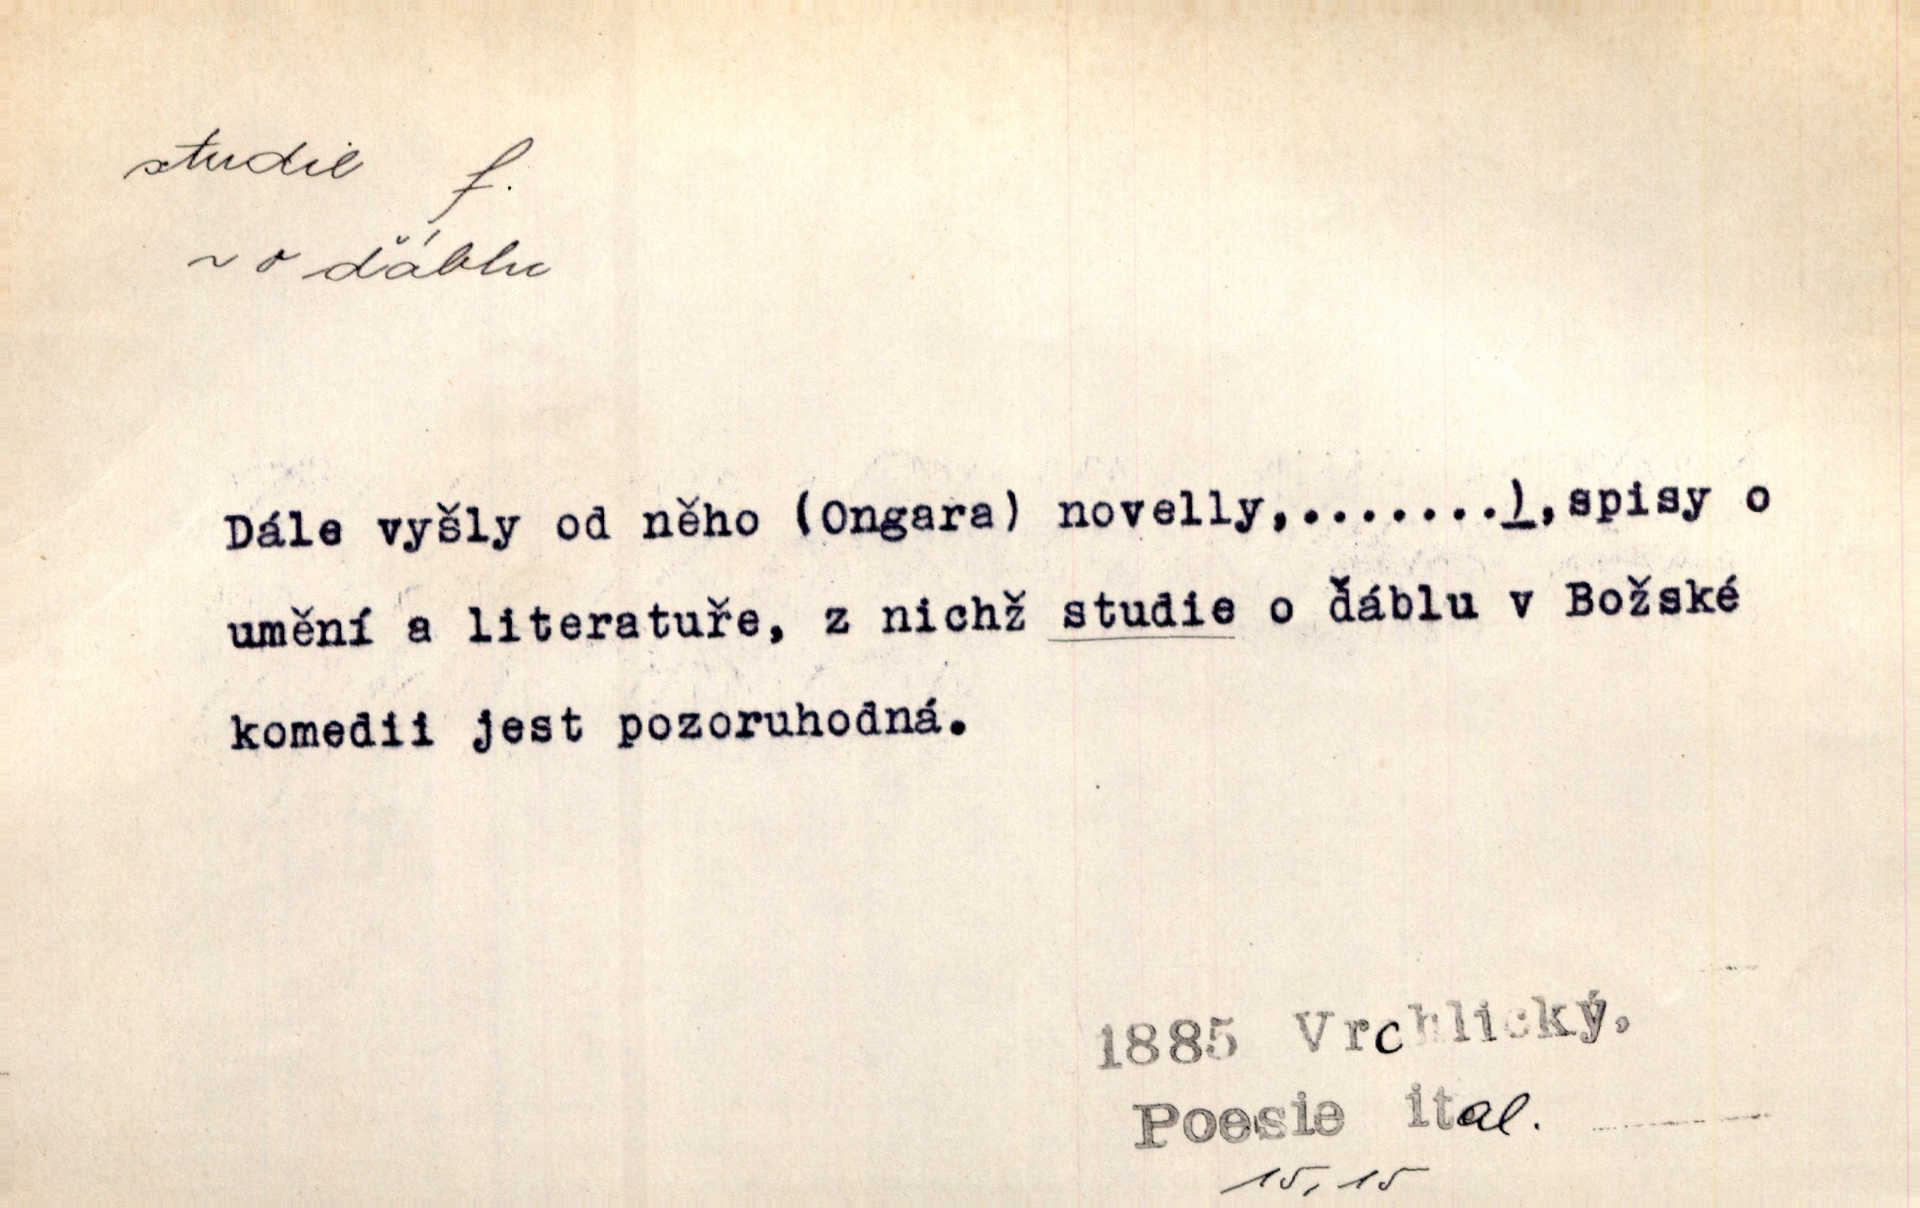 studie f.
~ o ďáblu
Dále vyšly od něho (Ongara) novelly,........),spisy o
umění a literatuře, z nichž studie o ďáblu v Božské
komedii jest pozoruhodná.
1885 Vrchlický,
Poesie ital.
15, 15